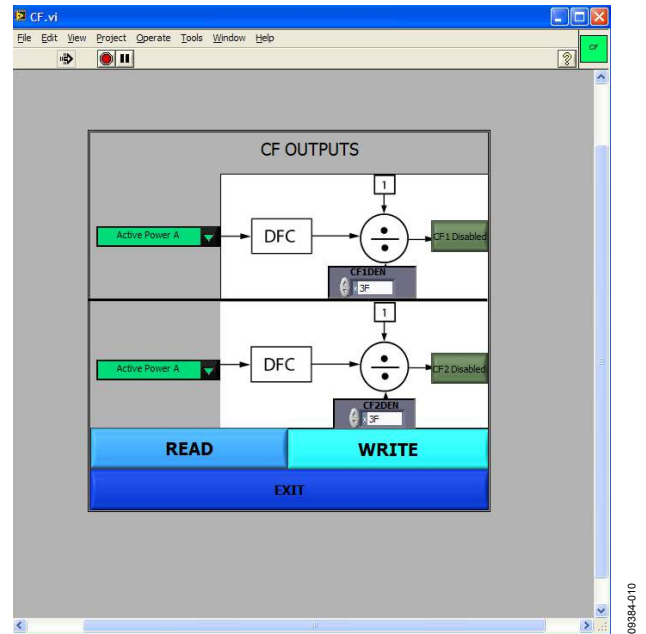 CF.vi
File Edit View Project Operate Tools Window Help
?
CF
CF OUTPUTS
1
Active Power A
DFC
CF1 Disabled
CF1DEN
x 3F
1
Active Power A
DFC
CF2 Disabled
CF2DEN
x 3F
READ WRITE
EXIT
09384-010